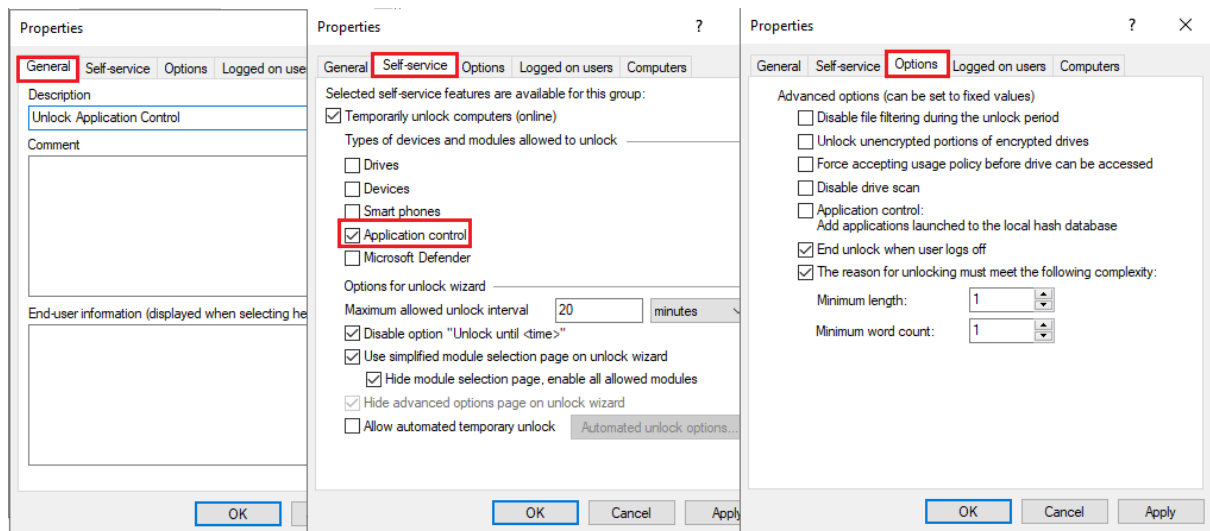 Properties
General Self-service Options Logged on use
Description
Unlock Application Control
Comment
End-user information (displayed when selecting he
OK
Properties ?
General Self-service Options Logged on users Computers
Selected self-service features are available for this group:
Temporarily unlock computers (online)
Types of devices and modules allowed to unlock
Drives
Devices
Smart phones
Application control
Microsoft Defender
Options for unlock wizard
Maximum allowed unlock interval 20 minutes
Disable option "Unlock until <time>"
Use simplified module selection page on unlock wizard
Hide module selection page, enable all allowed modules
Hide advanced options page on unlock wizard
Allow automated temporary unlock Automated unlock options...
OK Cancel Apply
Properties ?
General Self-service Options Logged on users Computers
Advanced options (can be set to fixed values)
Disable file filtering during the unlock period
Unlock unencrypted portions of encrypted drives
Force accepting usage policy before drive can be accessed
Disable drive scan
Application control:
Add applications launched to the local hash database
End unlock when user logs off
The reason for unlocking must meet the following complexity:
Minimum length: 1
Minimum word count: 1
OK Cancel Apply